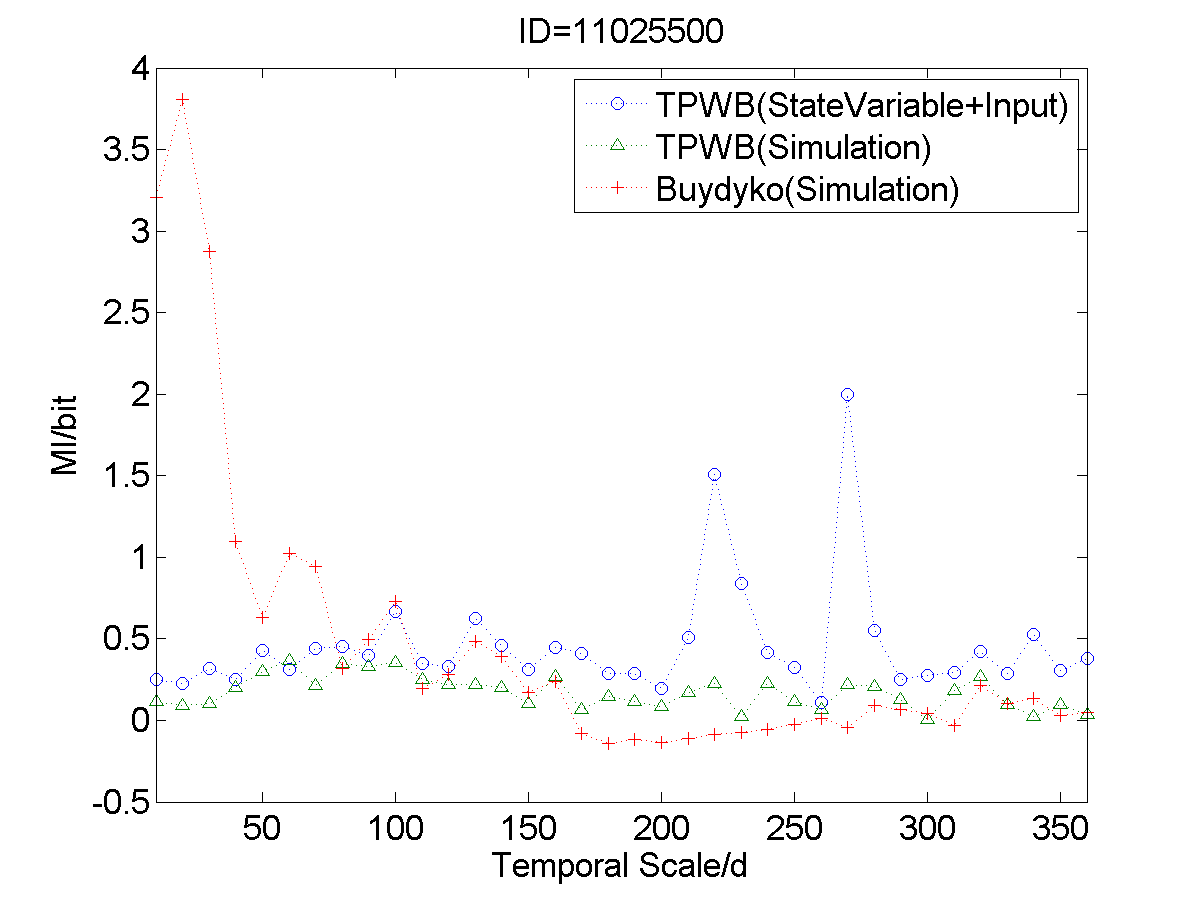 ID=11025500
TPWB(StateVariable+Input)
TPWB(Simulation)
Buydyko(Simulation)
4
3.5
3
2.5
2
1.5
1
0.5
0
-0.5
MI/bit
50 100 150 200 250 300 350
Temporal Scale/d